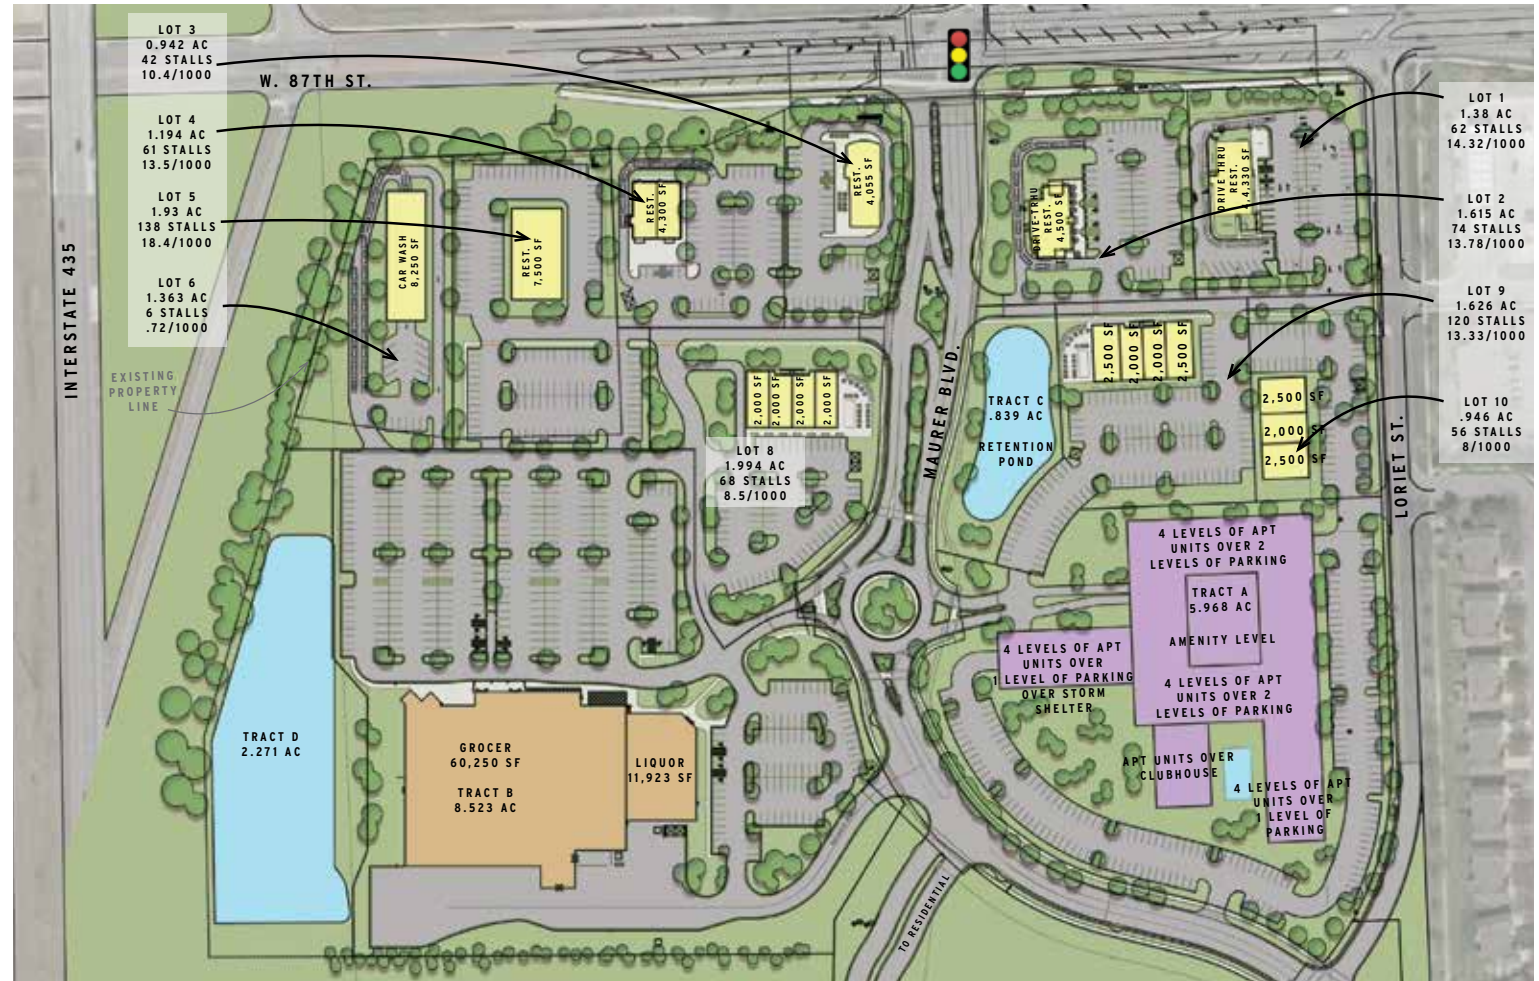 LOT 3
0.942 AC
42 STALLS
10.4/1000
W. 87TH ST.
LOT 4
1.194 AC
61 STALLS
13.5/1000
LOT 5
1.93 AC
138 STALLS
18.4/1000
LOT 6
1.363 AC
6 STALLS
.72/1000
EXISTING
PROPERTY
LINE
INTERSTATE 435
CAR WASH
8,250 SF
REST.
7,500 SF
REST.
4,300 SF
REST.
4,055 SF
DRIVE-TRHU
REST.
4,500 SF
DRIVE THRU
REST.
4,330 SF
LOT 1
1.38 AC
62 STALLS
14.32/1000
LOT 2
1.615 AC
74 STALLS
13.78/1000
LOT 9
1.626 AC
120 STALLS
13.33/1000
LOT 10
.946 AC
56 STALLS
8/1000
2,000 SF
2,000 SF
2,000 SF
2,000 SF
LOT 8
1.994 AC
68 STALLS
8.5/1000
MAURER BLVD.
TRACT C
.839 AC
RETENTION
POND
2,500 SF
2,000 SF
2,000 SF
2,500 SF
2,500 SF
2,000 SF
2,500 SF
LORIET ST.
4 LEVELS OF APT
UNITS OVER 2
LEVELS OF PARKING
TRACT A
5.968 AC
AMENITY LEVEL
4 LEVELS OF APT
UNITS OVER
1 LEVEL OF PARKING
OVER STORM
SHELTER
4 LEVELS OF APT
UNITS OVER 2
LEVELS OF PARKING
APT UNITS OVER
CLUBHOUSE
4 LEVELS OF APT
UNITS OVER
1 LEVEL OF
PARKING
TRACT D
2.271 AC
GROCER
60,250 SF
TRACT B
8.523 AC
LIQUOR
11,923 SF
TO RESIDENTIAL